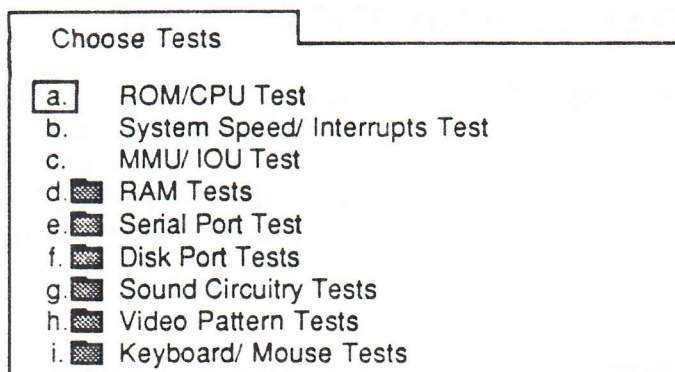 Choose Tests
a. ROM/CPU Test
b. System Speed/ Interrupts Test
c. MMU/ IOU Test
d. RAM Tests
e. Serial Port Test
f. Disk Port Tests
g. Sound Circuitry Tests
h. Video Pattern Tests
i. Keyboard/ Mouse Tests